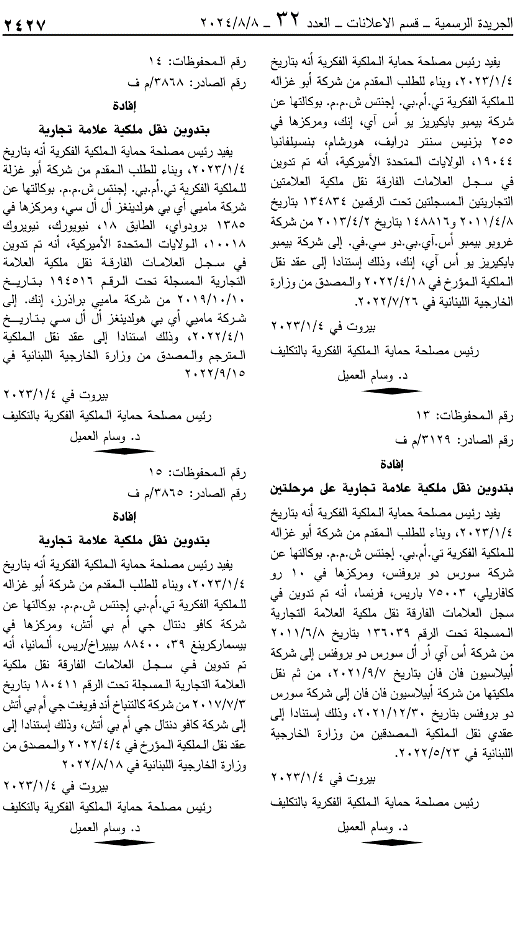 الجريدة الرسمية ـ قسم الاعلانات ـ العدد ٣٢ ـ ٢٠٢٤/٨/٨
٢٤٢٧
يفيد رئيس مصلحة حماية الملكية الفكرية أنه بتاريخ
٢٠٢٣/١/٤، وبناء للطلب المقدم من شركة أبو غزاله
للملكية الفكرية تي.أم.بي. إجنتس ش.م.م. بوكالتها عن
شركة بيمبو بايكيريز يو أس آي، إنك، ومركزها في
٢٥٥ بزنيس سنتر درايف، هورشام، بنسيلفانيا
١٩٠٤٤، الولايات المتحدة الأميركية، أنه تم تدوين
في سجل العلامات الفارقة نقل ملكية العلامتين
التجاريتين المسجلتين تحت الرقمين ١٣٤٨٣٤ بتاريخ
٢٠١١/٤/٨ و١٤٨٨١٦ بتاريخ ٢٠١٣/٤/٢ من شركة
غروبو بيمبو أس.آي.بي.دو سي.في. إلى شركة بيمبو
بايكيريز يو أس آي، إنك، وذلك إستنادا إلى عقد نقل
الملكية المؤرخ في ٢٠٢٢/٤/١٨ والمصدق من وزارة
الخارجية اللبنانية في ٢٠٢٢/٧/٢٦.
بيروت في ٢٠٢٣/١/٤
رئيس مصلحة حماية الملكية الفكرية بالتكليف
د. وسام العميل
رقم المحفوظات: ١٣
رقم الصادر: ٣١٢٩/م ف
إفادة
بتدوين نقل ملكية علامة تجارية على مرحلتين
يفيد رئيس مصلحة حماية الملكية الفكرية أنه بتاريخ
٢٠٢٣/١/٤، وبناء للطلب المقدم من شركة أبو غزاله
للملكية الفكرية تي.أم.بي. إجنتس ش.م.م. بوكالتها عن
شركة سورس دو بروفنس، ومركزها في ١٠ رو
كافاريلي، ٧٥٠٠٣ باريس، فرنسا، أنه تم تدوين في
سجل العلامات الفارقة نقل ملكية العلامة التجارية
المسجلة تحت الرقم ١٣٦٠٣٩ بتاريخ ٢٠١١/٦/٨
من شركة أس آي أر أل سورس دو بروفنس إلى شركة
أبيلاسيون فان فان بتاريخ ٢٠٢١/٩/٧، من ثم نقل
ملكيتها من شركة أبيلاسيون فان فان إلى شركة سورس
دو بروفنس بتاريخ ٢٠٢١/١٢/٣٠، وذلك إستنادا إلى
عقدي نقل الملكية المصدقين من وزارة الخارجية
اللبنانية في ٢٠٢٢/٥/٢٣.
بيروت في ٢٠٢٣/١/٤
رئيس مصلحة حماية الملكية الفكرية بالتكليف
د. وسام العميل
رقم المحفوظات: ١٤
رقم الصادر: ٣٨٦٨/م ف
إفادة
بتدوين نقل ملكية علامة تجارية
يفيد رئيس مصلحة حماية الملكية الفكرية أنه بتاريخ
٢٠٢٣/١/٤، وبناء للطلب المقدم من شركة أبو غزلة
للملكية الفكرية تي.أم.بي. إجنتس ش.م.م. بوكالتها عن
شركة ماميي أي بي هولدينغز أل أل سي، ومركزها في
١٣٨٥ برودواي، الطابق ١٨، نيويورك، نيويروك
١٠٠١٨، الولايات المتحدة الأميركية، أنه تم تدوين
في سجل العلامات الفارقة نقل ملكية العلامة
التجارية المسجلة تحت الرقم ١٩٤٥١٦ بتاريخ
٢٠١٩/١٠/١٠ من شركة ماميي براذرز، إنك. إلى
شركة ماميي أي بي هولدينغز أل أل سي بتاريخ
٢٠٢٢/٤/١، وذلك استنادا إلى عقد نقل الملكية
المترجم والمصدق من وزارة الخارجية اللبنانية في
٢٠٢٢/٩/١٥
بيروت في ٢٠٢٣/١/٤
رئيس مصلحة حماية الملكية الفكرية بالتكليف
د. وسام العميل
رقم المحفوظات: ١٥
رقم الصادر: ٣٨٦٥/م ف
إفادة
بتدوين نقل ملكية علامة تجارية
يفيد رئيس مصلحة حماية الملكية الفكرية أنه بتاريخ
٢٠٢٣/١/٤، وبناء للطلب المقدم من شركة أبو غزاله
للملكية الفكرية تي.أم.بي إجنتس ش.م.م. بوكالتها عن
شركة كافو دنتال جي أم بي أتش، ومركزها في
بيسماركرينغ ٣٩، ٨٨٤٠٠ بيبيراخ/ريس، ألمانيا، أنه
تم تدوين في سجل العلامات الفارقة نقل ملكية
العلامة التجارية المسجلة تحت الرقم ١٨٠٤١١ بتاريخ
٢٠١٧/٧/٣ من شركة كالتنباخ أند فويغت جي أم بي أتش
إلى شركة كافو دنتال جي أم بي أتش، وذلك إستنادا إلى
عقد نقل الملكية المؤرخ في ٢٠٢٢/٤/٤ والمصدق من
وزارة الخارجية اللبنانية في ٢٠٢٢/٨/١٨
بيروت في ٢٠٢٣/١/٤
رئيس مصلحة حماية الملكية الفكرية بالتكليف
د. وسام العميل